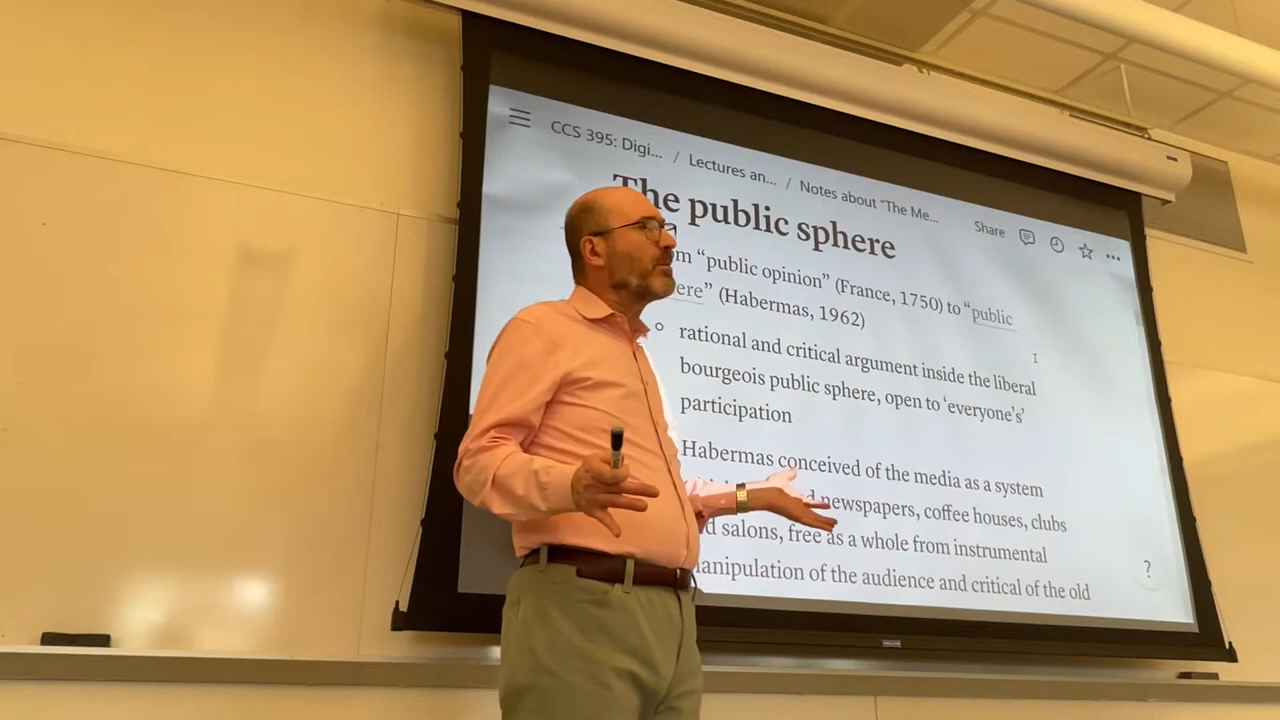 CCS 395: Digi... / Lectures an... / Notes about "The Me...
Share
The public sphere
“public opinion” (France, 1750) to “public
(Habermas, 1962)
rational and critical argument inside the liberal
bourgeois public sphere, open to ‘everyone’s’
participation
Habermas conceived of the media as a system
newspapers, coffee houses, clubs
salons, free as a whole from instrumental
manipulation of the audience and critical of the old
?